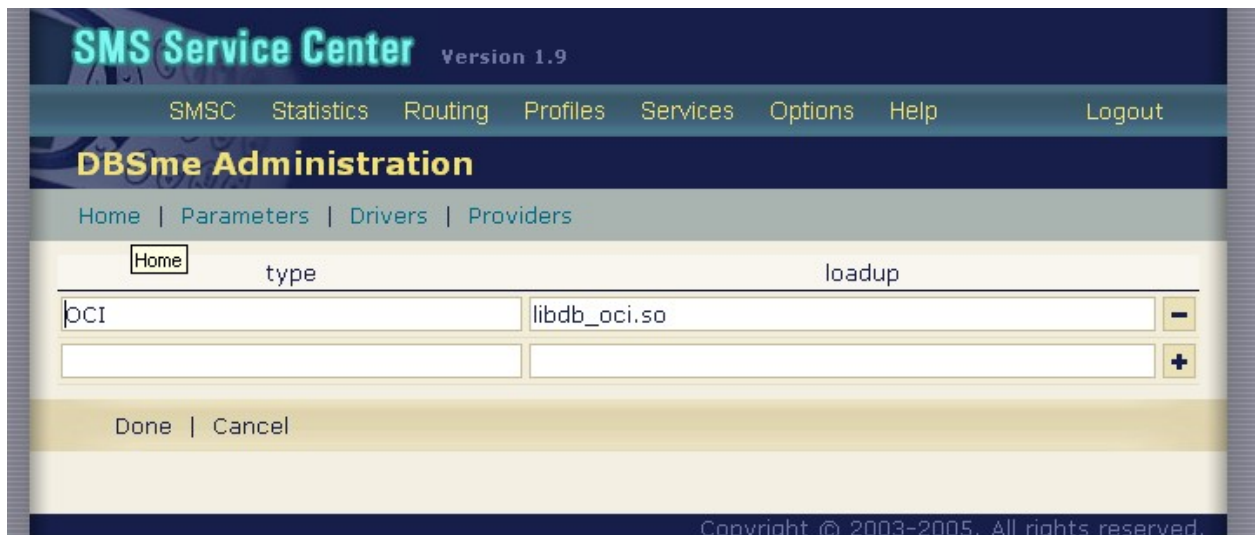 SMS Service Center Version 1.9
SMSC Statistics Routing Profiles Services Options Help Logout
DBSme Administration
Home | Parameters | Drivers | Providers
Home
type loadup
OCI libdb_oci.so -
+
Done | Cancel
Copyright © 2003-2005. All rights reserved.